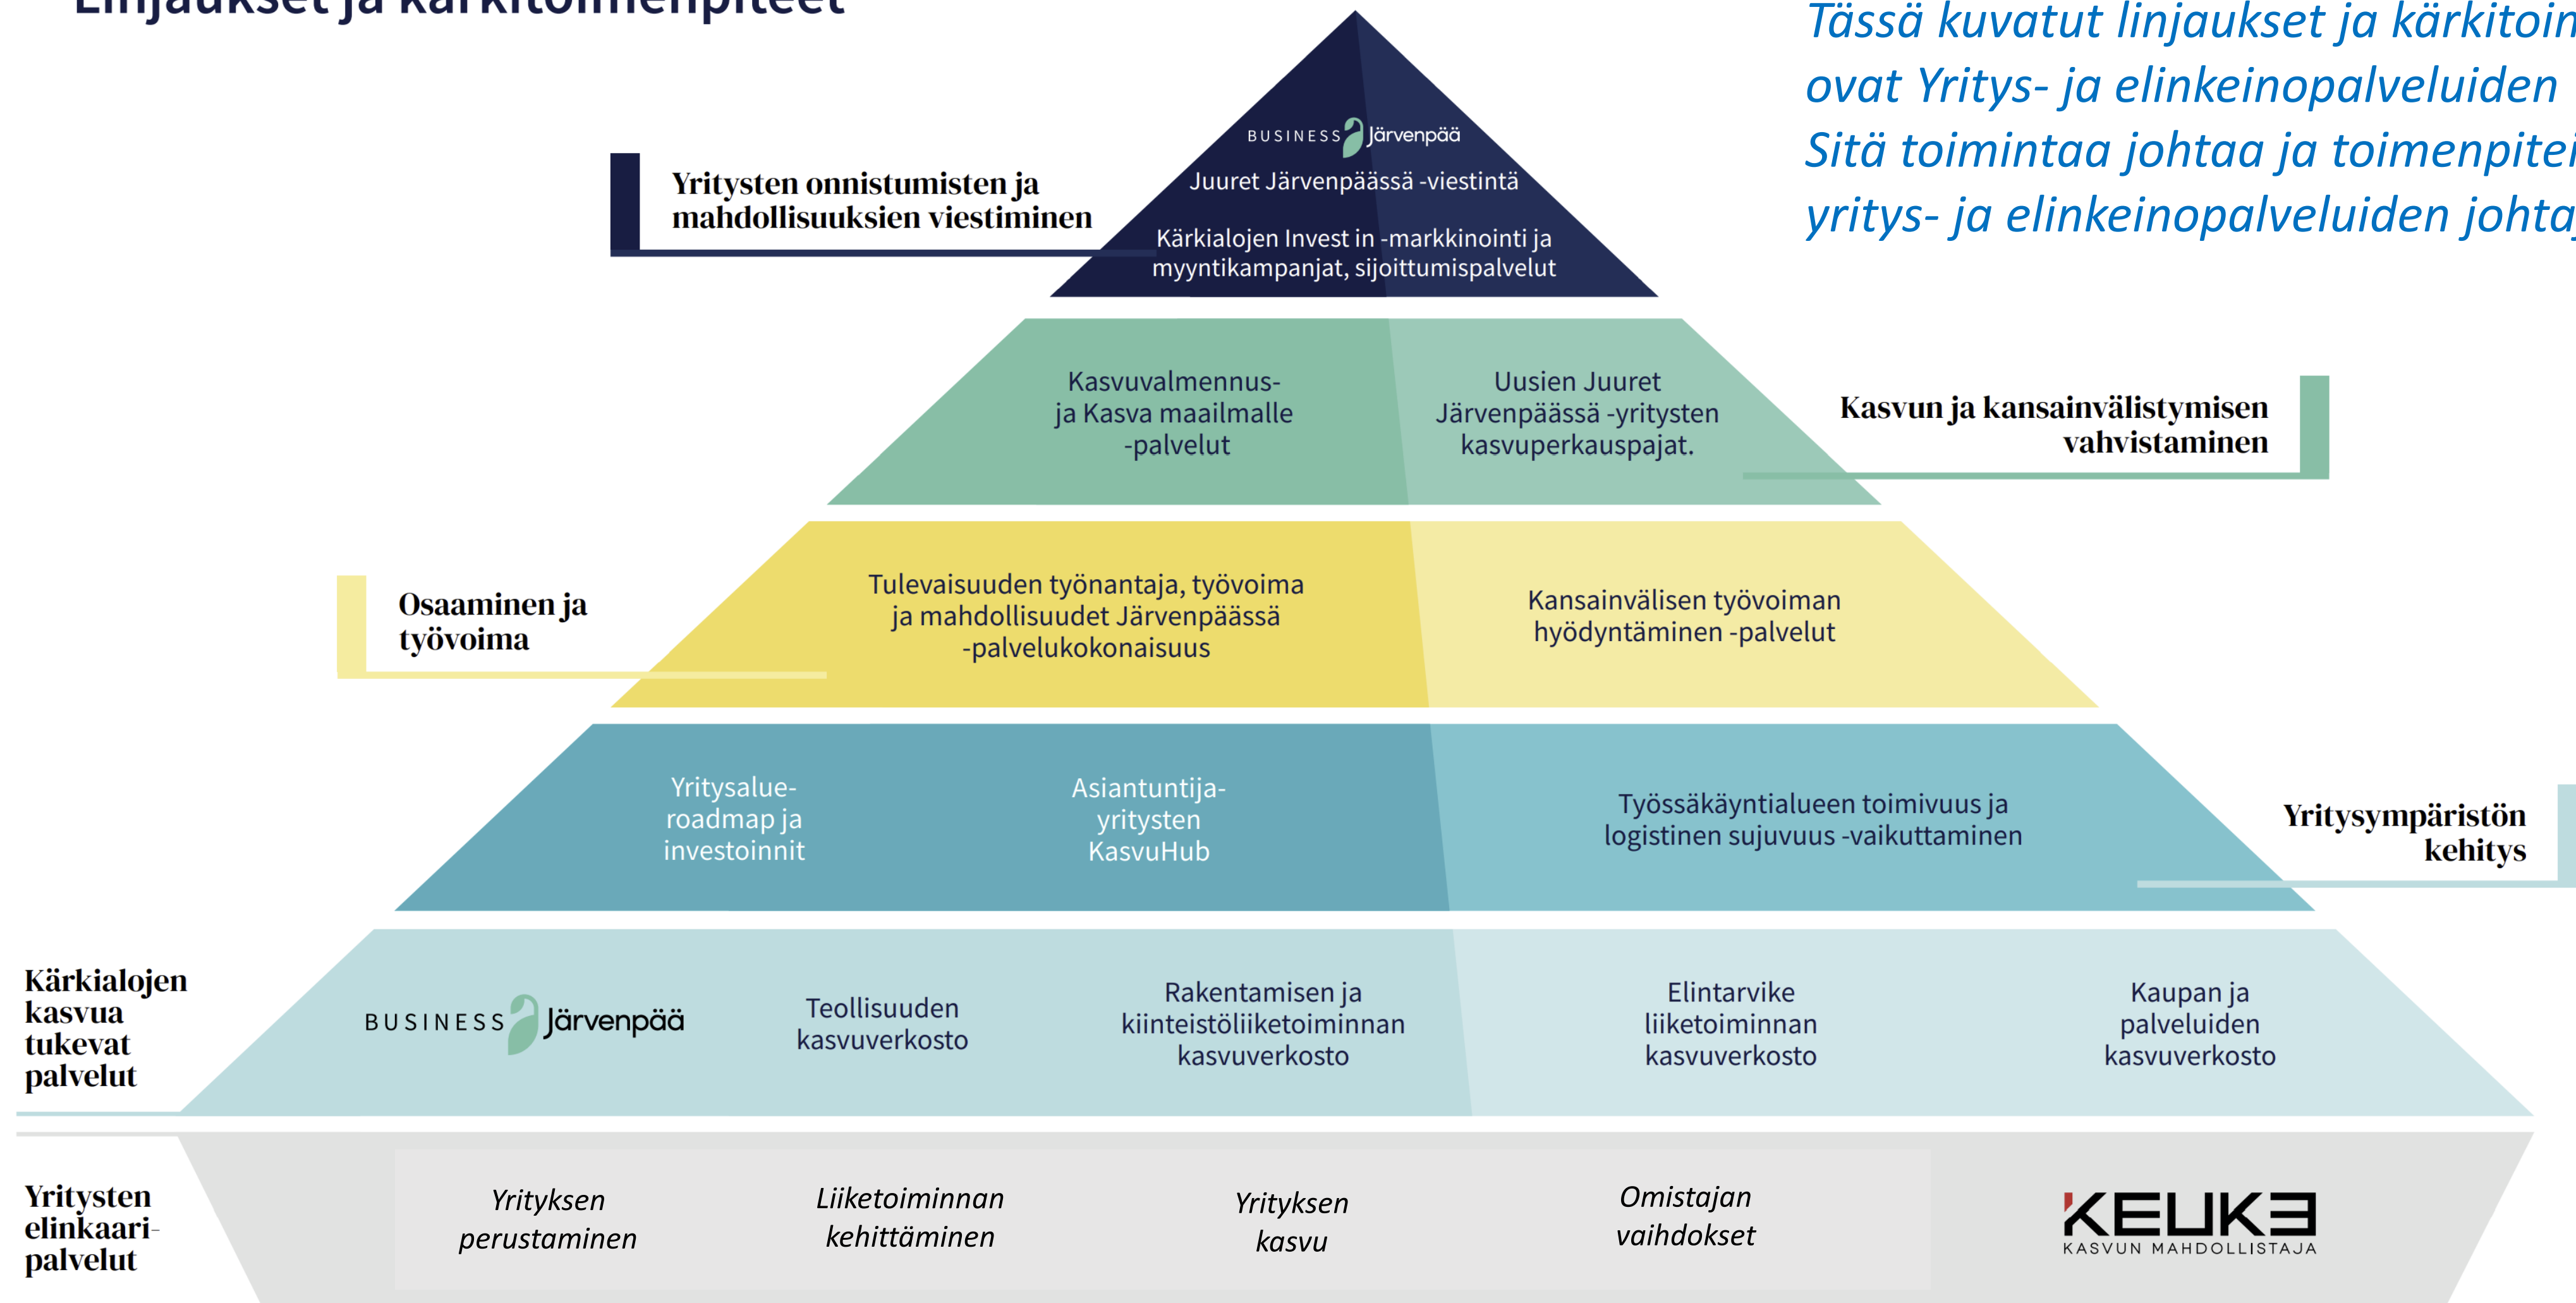 Linjaukset ja kärkitoimenpiteet
Tässä kuvatut linjaukset ja
ovat Yritys- ja elinkeinopalveluiden
Sitä toimintaa johtaa ja
yritys- ja elinkeinopalveluiden
BUSINESS Järvenpää
Juuret Järvenpäässä -viestintä
Kärkialojen Invest in -markkinointi ja
myyntikampanjat, sijoittumispalvelut
Yritysten onnistumisten ja
mahdollisuuksien viestiminen
Kasvuvalmennus-
ja Kasva maailmalle
-palvelut
Uusien Juuret
Järvenpäässä -yritysten
kasvuperkauspajat.
Kasvun ja kansainvälistymisen
vahvistaminen
Osaaminen ja
työvoima
Tulevaisuuden työnantaja, työvoima
ja mahdollisuudet Järvenpäässä
-palvelukokonaisuus
Kansainvälisen työvoiman
hyödyntäminen -palvelut
Yritysalue-
roadmap ja
investoinnit
Asiantuntija-
yritysten
KasvuHub
Työssäkäyntialueen toimivuus ja
logistinen sujuvuus -vaikuttaminen
Yritysympäristön
kehitys
Kärkialojen
kasvua
tukevat
palvelut
BUSINESS Järvenpää
Teollisuuden
kasvuverkosto
Rakentamisen ja
kiinteistöliiketoiminnan
kasvuverkosto
Elintarvike
liiketoiminnan
kasvuverkosto
Kaupan ja
palveluiden
kasvuverkosto
Yritysten
elinkaari-
palvelut
Yrityksen
perustaminen
Liiketoiminnan
kehittäminen
Yrityksen
kasvu
Omistajan
vaihdokset
KEUKE
KASVUN MAHDOLLISTAJA